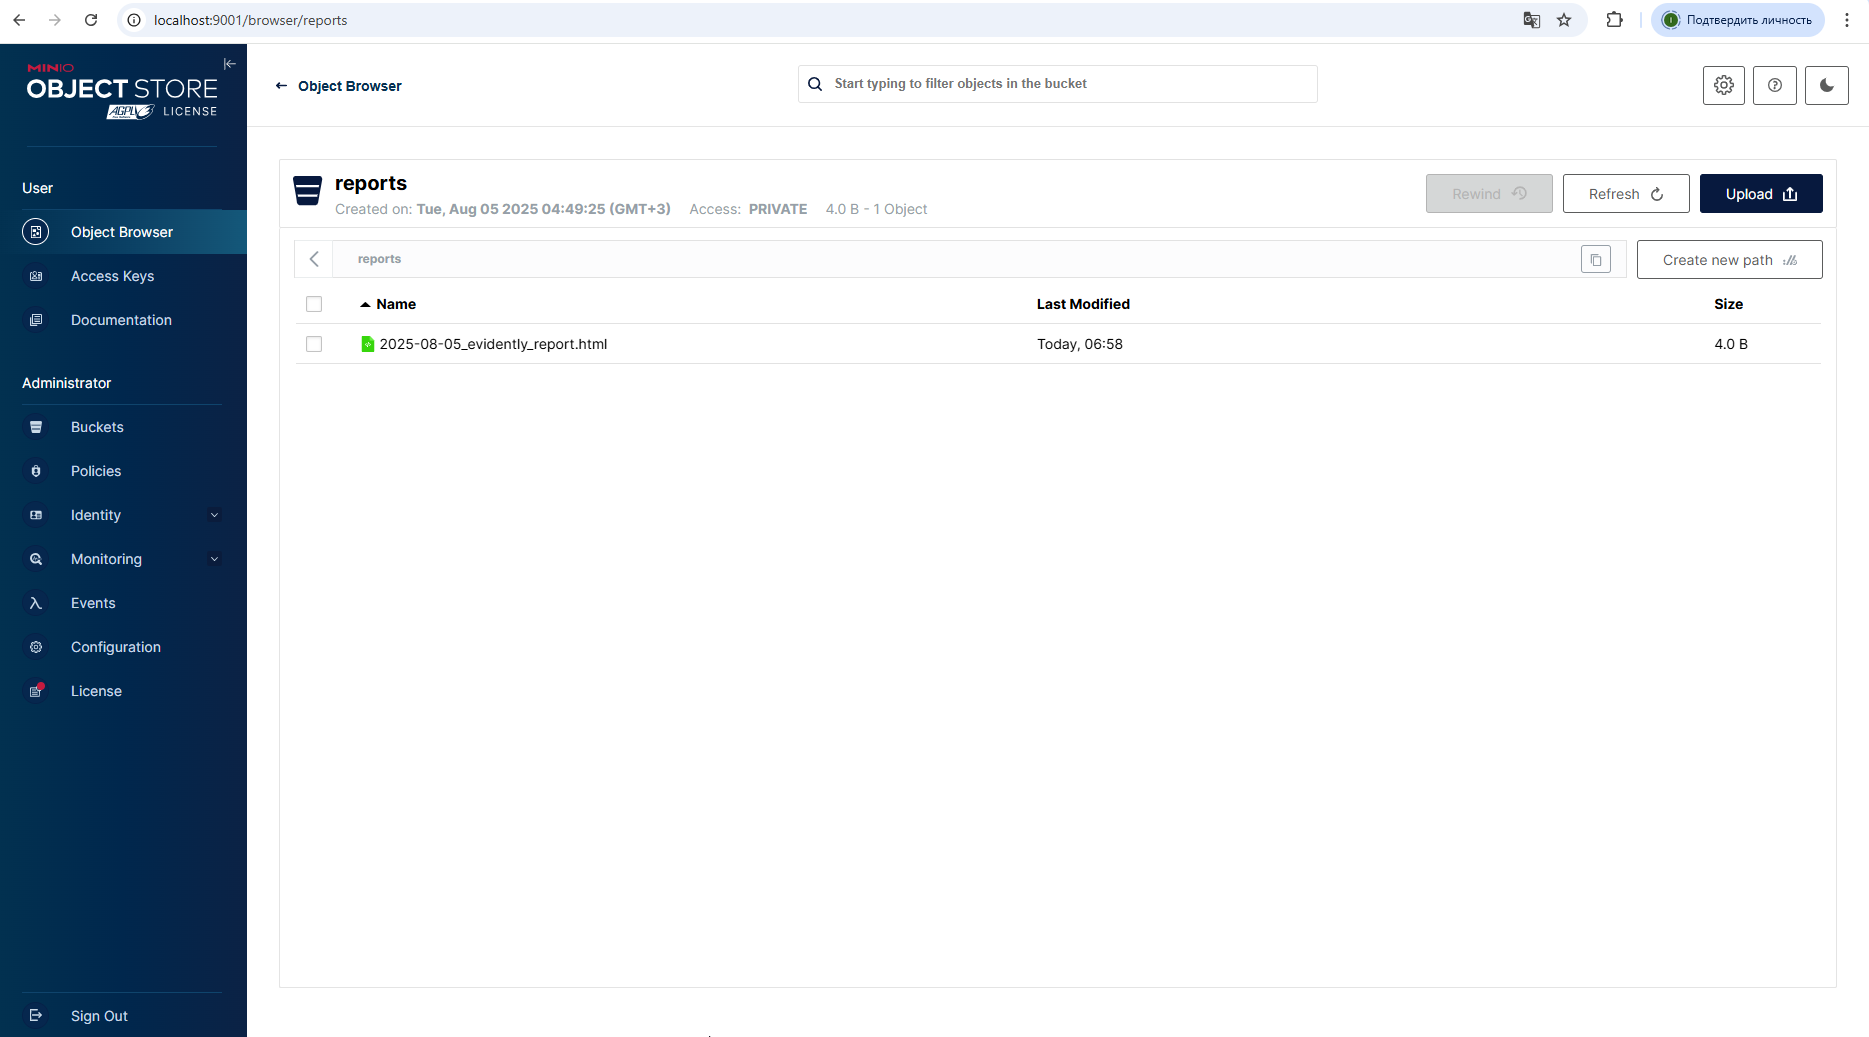 localhost:9001/browser/reports
Подтвердить личность
MINIO
OBJECT STORE
AGPLv3 LICENSE
Object Browser
Start typing to filter objects in the bucket
User
Object Browser
Access Keys
Documentation
Administrator
Buckets
Policies
Identity
Monitoring
Events
Configuration
License
Sign Out
reports
Created on: Tue, Aug 05 2025 04:49:25 (GMT+3) Access: PRIVATE 4.0 B - 1 Object
Rewind
Refresh
Upload
reports
Create new path
Name Last Modified Size
2025-08-05_evidently_report.html Today, 06:58 4.0 B